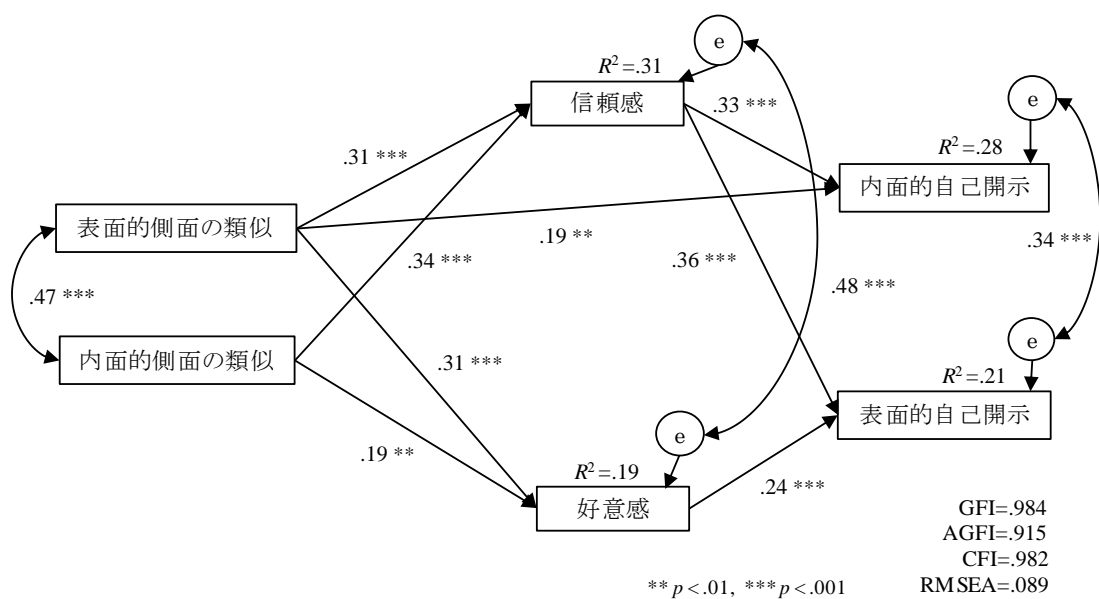 e
R²=.31
信頼感
.33 ***
e
R²=.28
内面的自己開示
.31 ***
表面的側面の類似
.19 **
.34 ***
.36 ***
.48 ***
.34 ***
.47 ***
内面的側面の類似
.31 ***
e
R²=.21
表面的自己開示
e
.19 **
R²=.19
好意感
.24 ***
GFI=.984
AGFI=.915
CFI=.982
RMSEA=.089
**p<.01, ***p<.001